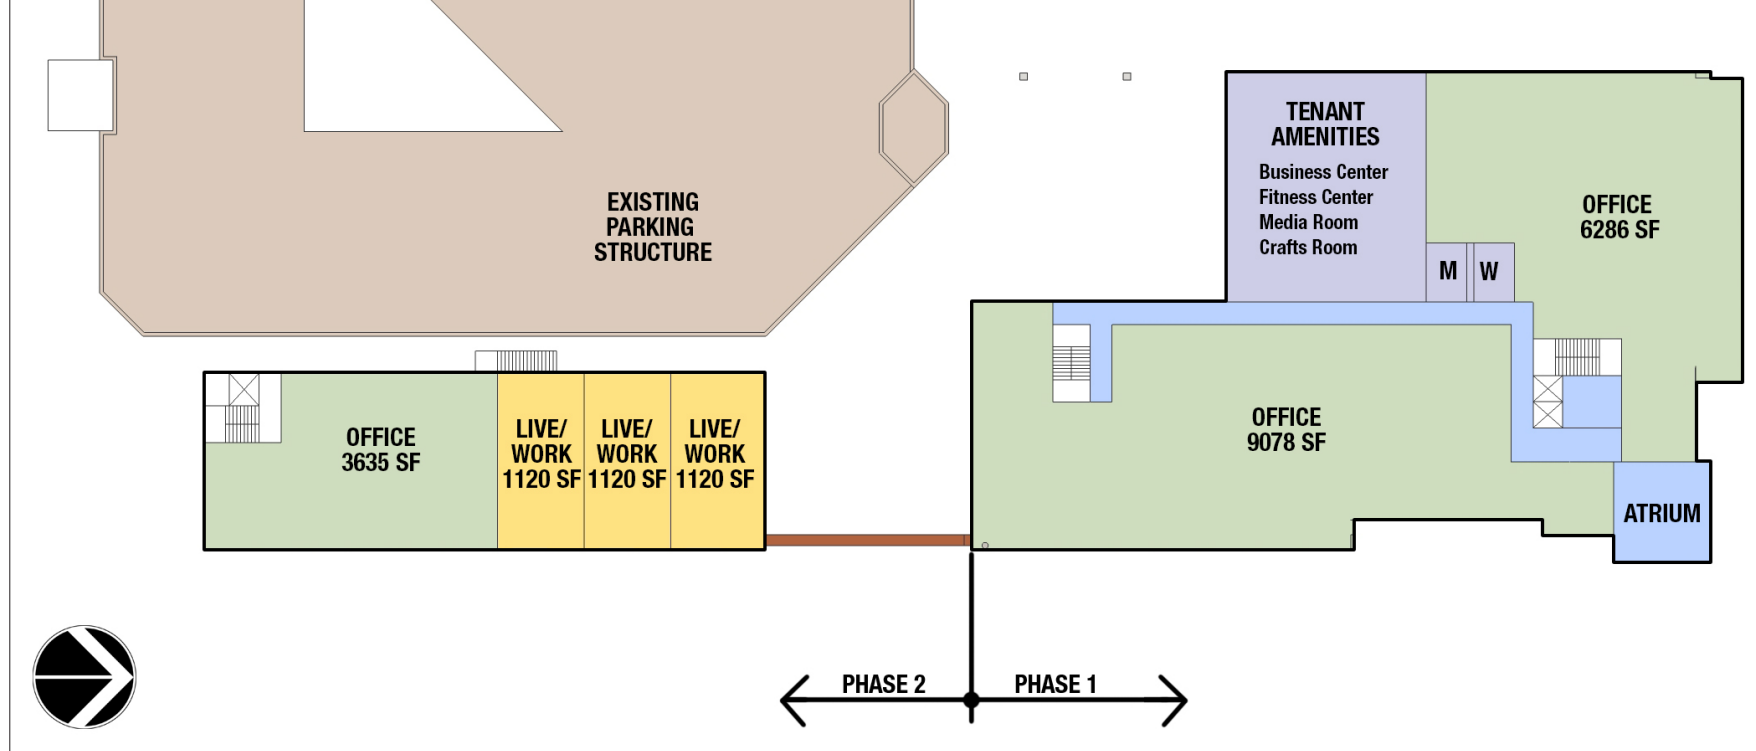 TENANT
AMENITIES
Business Center
Fitness Center
Media Room
Crafts Room
EXISTING
PARKING
STRUCTURE
OFFICE
6286 SF
M
W
OFFICE
3635 SF
LIVE/
WORK
1120 SF
LIVE/
WORK
1120 SF
LIVE/
WORK
1120 SF
OFFICE
9078 SF
ATRIUM
PHASE 2
PHASE 1